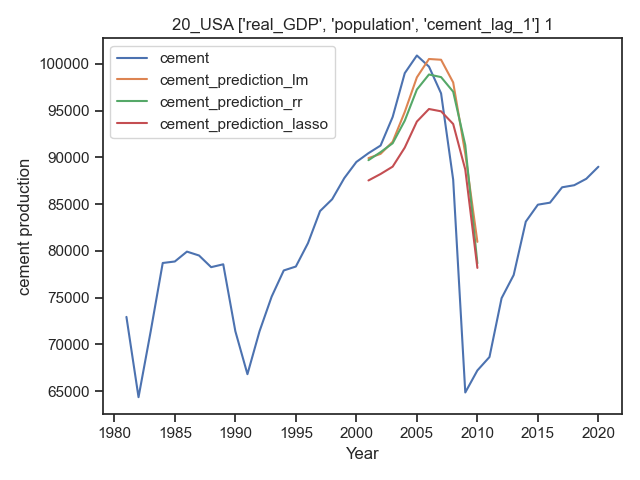 20_USA ['real_GDP', 'population', 'cement_lag_1'] 1
cement
cement_prediction_lm
cement_prediction_rr
cement_prediction_lasso
100000
95000
90000
85000
80000
75000
70000
65000
cement production
1980 1985 1990 1995 2000 2005 2010 2015 2020
Year